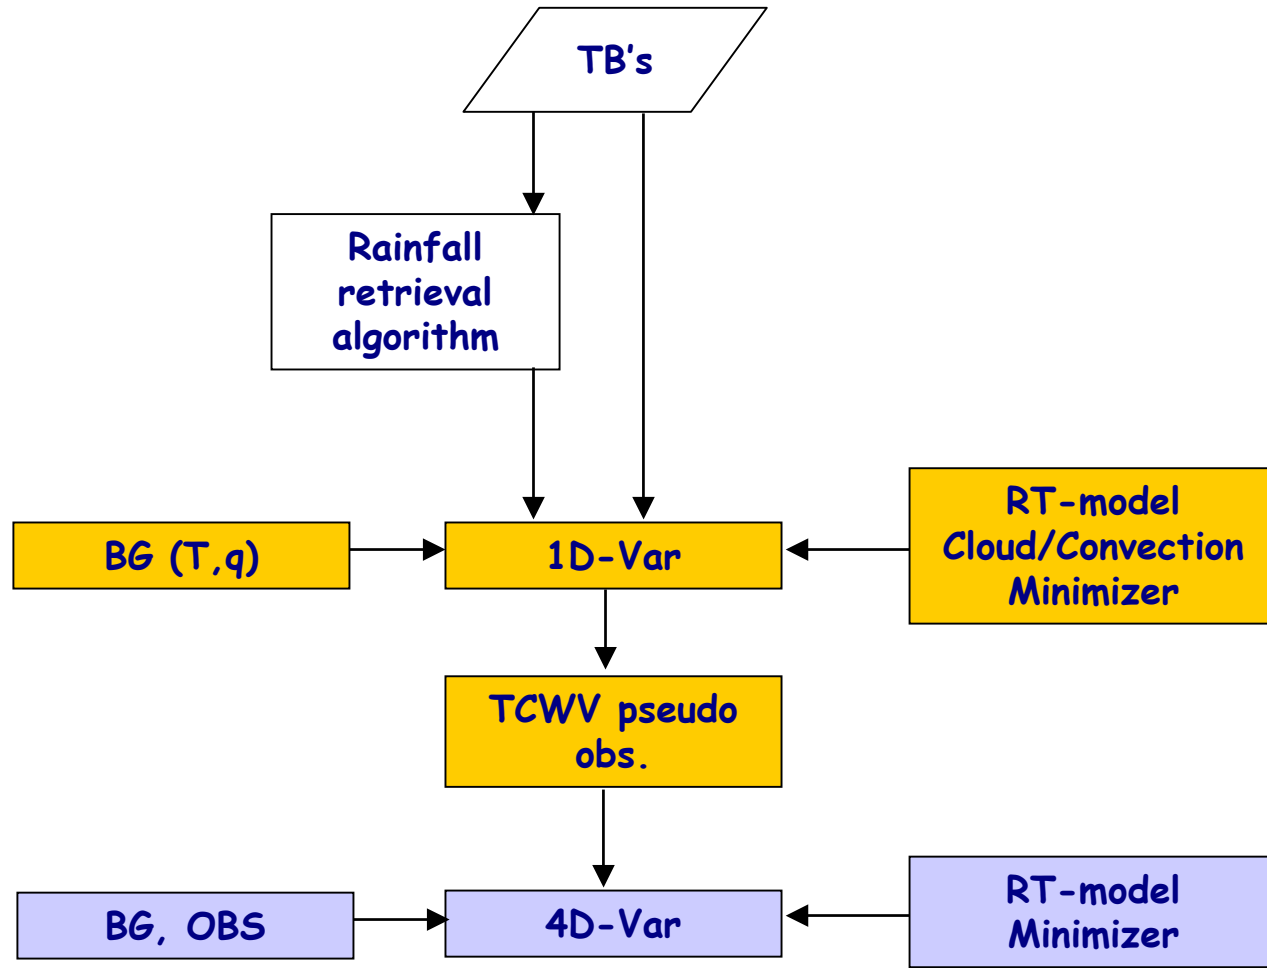 TB's
Rainfall
retrieval
algorithm
BG (T,q)
1D-Var
RT-model
Cloud/Convection
Minimizer
TCWV pseudo
obs.
BG, OBS
4D-Var
RT-model
Minimizer